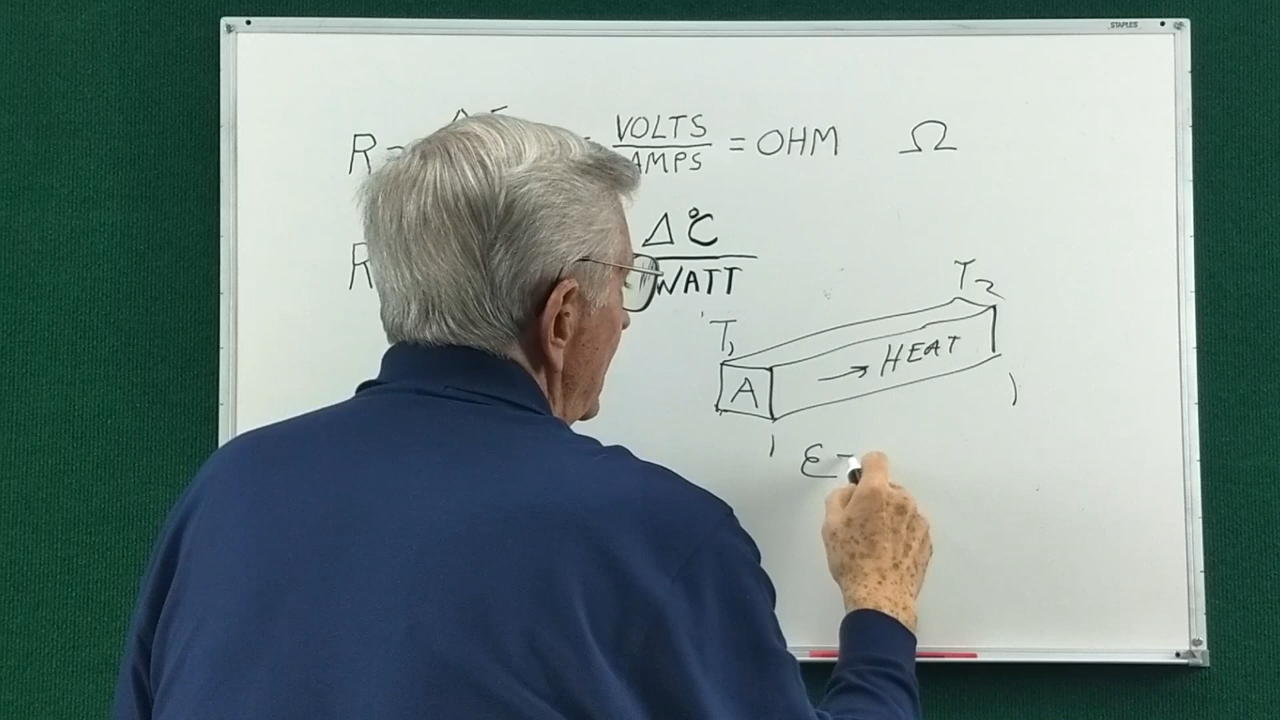 STAPLES
R = VOLTS / AMPS = OHM Ω
R Δ°C / WATT
T₂
T₁
HEAT
A